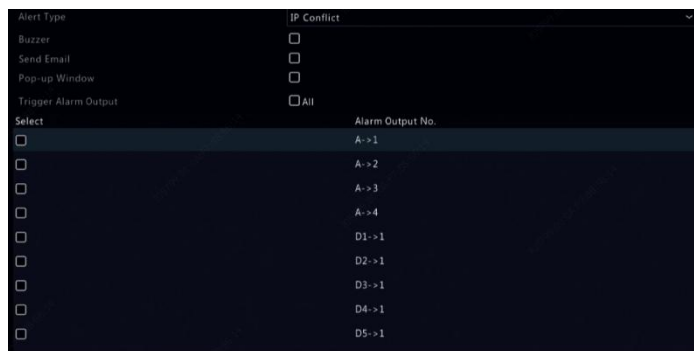 Alert Type IP Conflict
Buzzer
Send Email
Pop-up Window
Trigger Alarm Output All
Select Alarm Output No.
A->1
A->2
A->3
A->4
D1->1
D2->1
D3->1
D4->1
D5->1